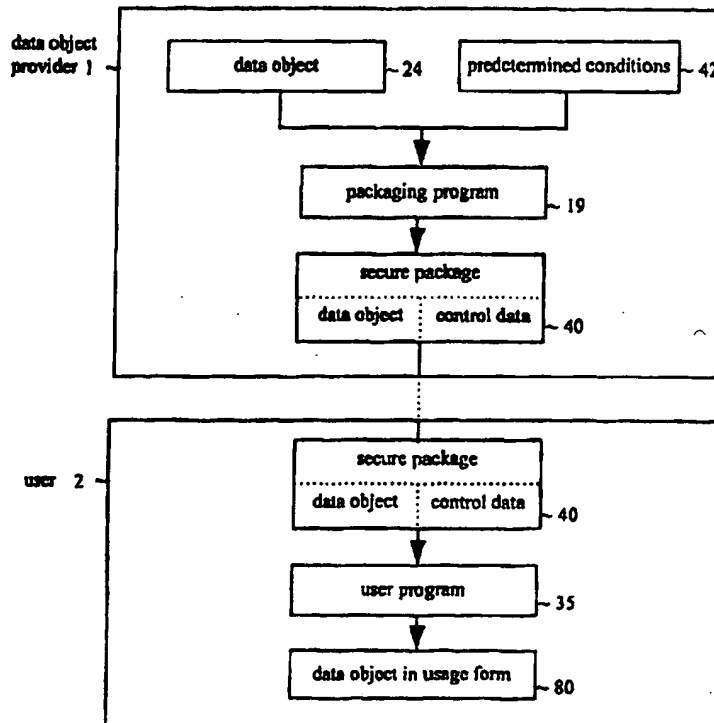 data object 24 predetermined conditions 42
data object
provider 1
packaging program 19
secure package
data object control data 40
user 2
secure package
data object control data 40
user program 35
data object in usage form 80